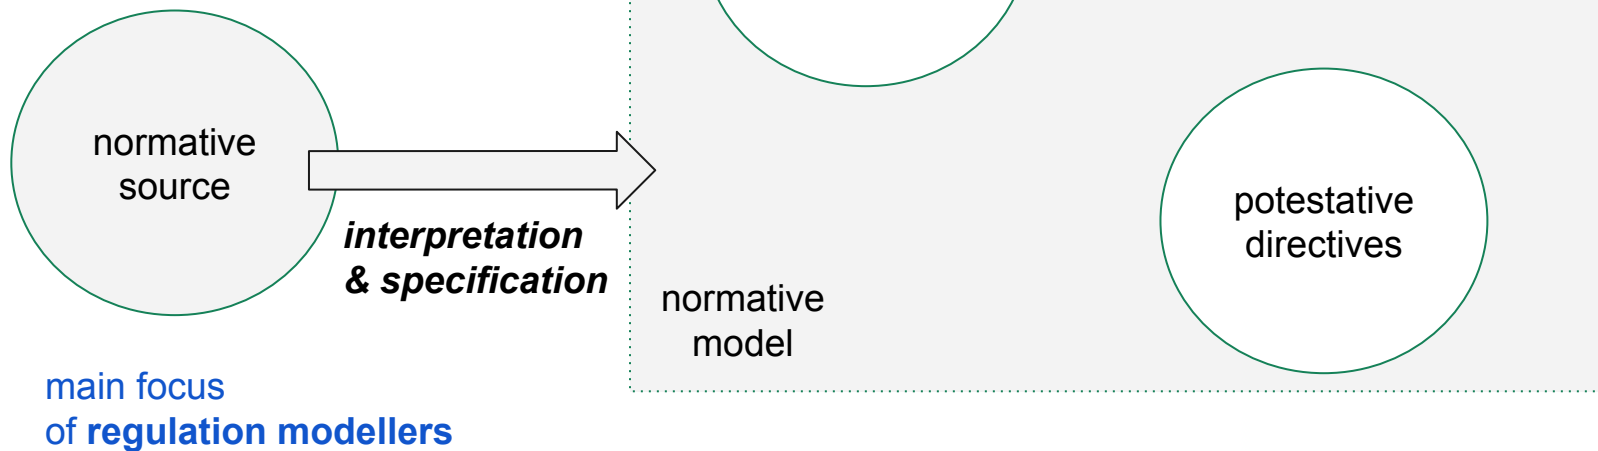 normative
source
interpretation
& specification
normative
model
potestative
directives
main focus
of regulation modellers